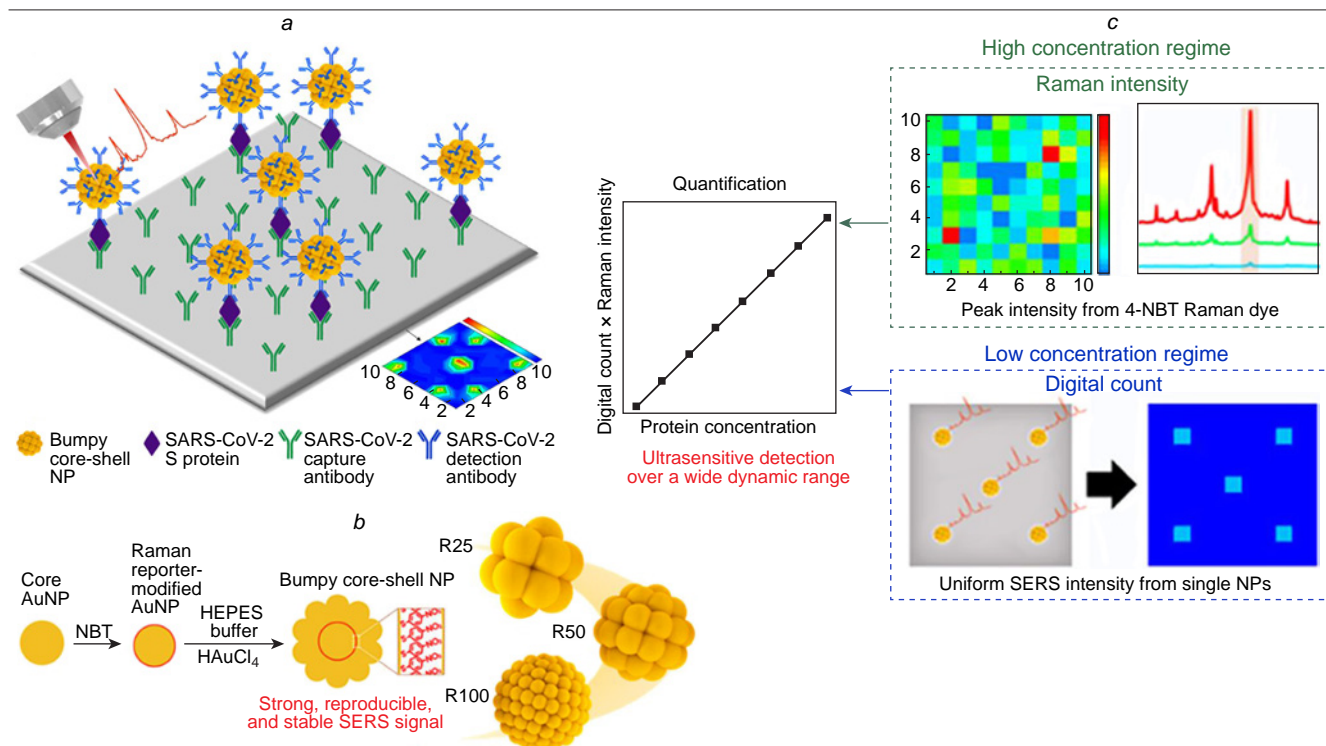 a
10
8
6
4
2
2
4
6
8
10
Bumpy
core-shell
NP
SARS-CoV-2
S protein
SARS-CoV-2
capture
antibody
SARS-CoV-2
detection
antibody
b
Core
AuNP
NBT
Raman
reporter-
modified
AuNP
HEPES
buffer
HAuCl4
Bumpy core-shell NP
Strong, reproducible,
and stable SERS signal
R25
R50
R100
Quantification
Digital count × Raman intensity
Protein concentration
Ultrasensitive detection
over a wide dynamic range
c
High concentration regime
Raman intensity
10
8
6
4
2
2 4 6 8 10
Peak intensity from 4-NBT Raman dye
Low concentration regime
Digital count
Uniform SERS intensity from single NPs